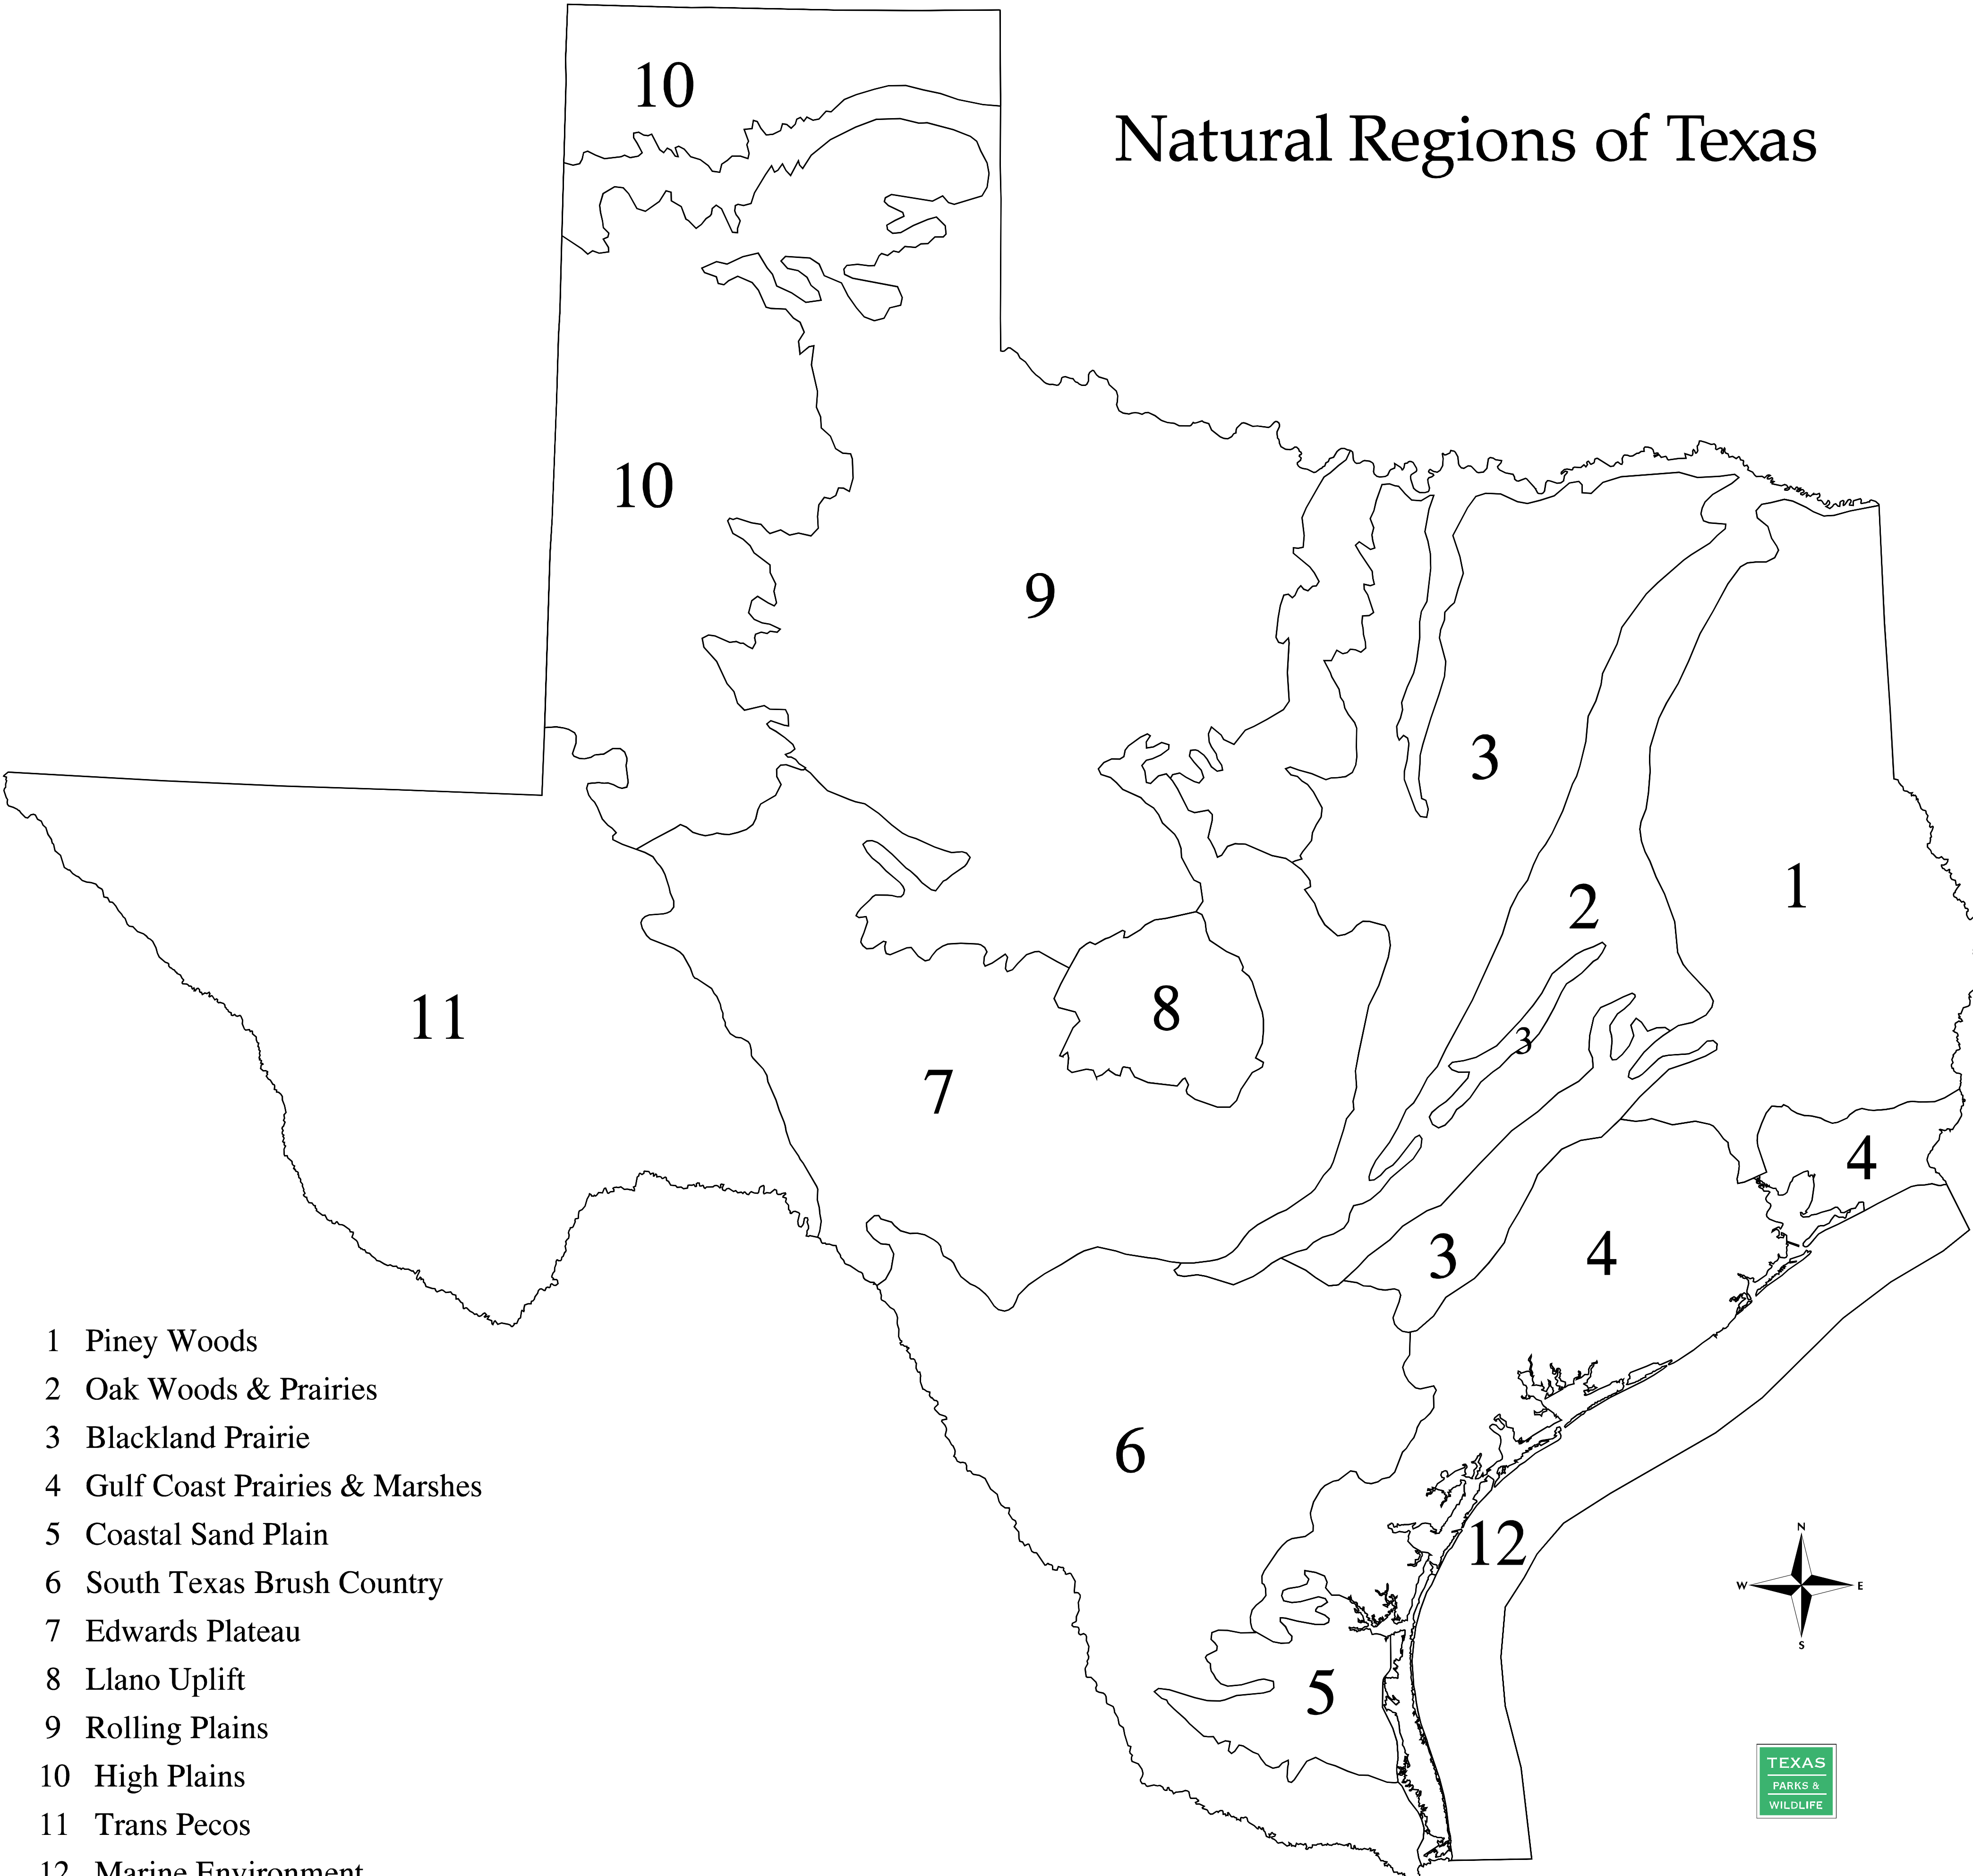 Natural Regions of Texas
10
10
9
3
2
1
3
8
11
7
4
3
4
6
12
5
1 Piney Woods
2 Oak Woods & Prairies
3 Blackland Prairie
4 Gulf Coast Prairies & Marshes
5 Coastal Sand Plain
6 South Texas Brush Country
7 Edwards Plateau
8 Llano Uplift
9 Rolling Plains
10 High Plains
11 Trans Pecos
12 Marine Environment
N
W E
S
TEXAS
PARKS &
WILDLIFE